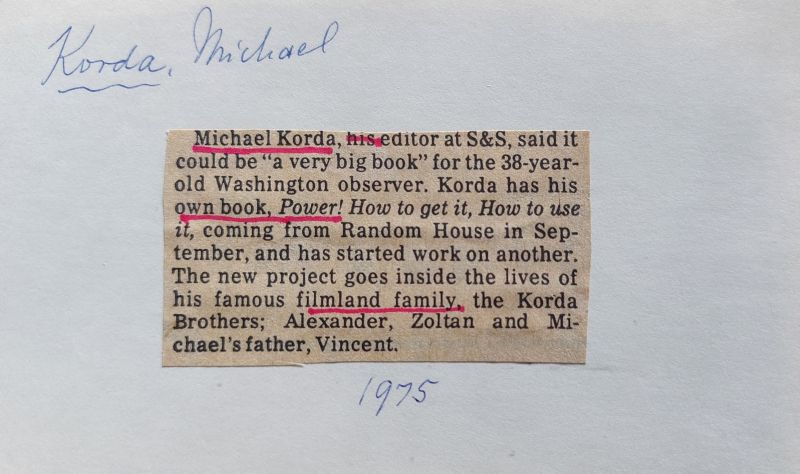 Korda, Michael
Michael Korda, his editor at S&S, said it
could be "a very big book" for the 38-year-
old Washington observer. Korda has his
own book, Power! How to get it, How to use
it, coming from Random House in Sep-
tember, and has started work on another.
The new project goes inside the lives of
his famous filmland family, the Korda
Brothers; Alexander, Zoltan and Mi-
chael's father, Vincent.
1975